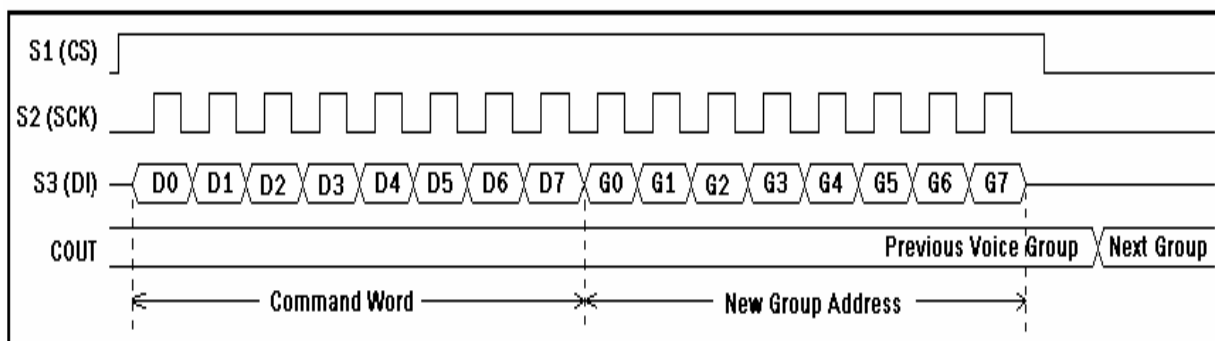 S1 (CS)
S2 (SCK)
S3 (DI) D0 D1 D2 D3 D4 D5 D6 D7 G0 G1 G2 G3 G4 G5 G6 G7
COUT Previous Voice Group Next Group
Command Word New Group Address